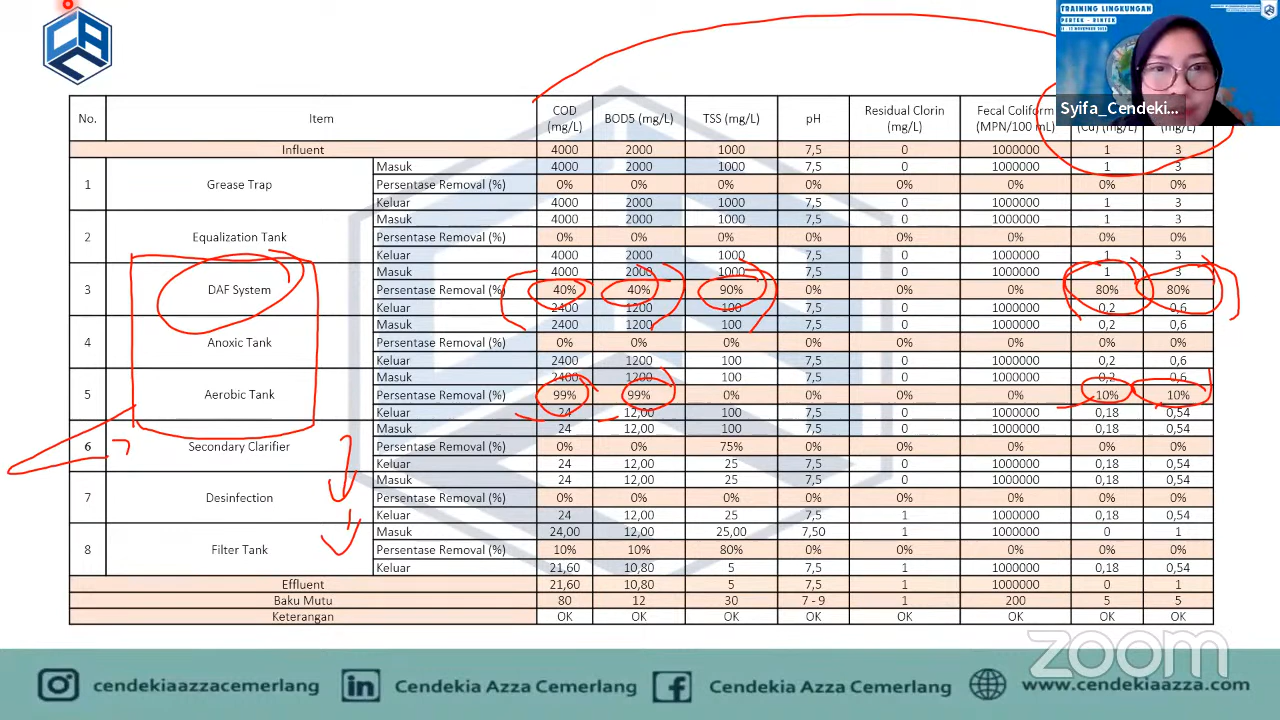 TRAINING LINGKUNGAN
PERTEK - RINTEK
Syifa_Cendeki...
No. Item COD (mg/L) BOD5 (mg/L) TSS (mg/L) pH Residual Clorin (mg/L) Fecal Coliform (MPN/100 mL) (Cu) (mg/L) (mg/L)
Influent 4000 2000 1000 7,5 0 1000000 1 3
1 Grease Trap Masuk 4000 2000 1000 7,5 0 1000000 1 3
Persentase Removal (%) 0% 0% 0% 0% 0% 0% 0% 0%
Keluar 4000 2000 1000 7,5 0 1000000 1 3
2 Equalization Tank Masuk 4000 2000 1000 7,5 0 1000000 1 3
Persentase Removal (%) 0% 0% 0% 0% 0% 0% 0% 0%
Keluar 4000 2000 1000 7,5 0 1000000 1 3
3 DAF System Masuk 4000 2000 1000 7,5 0 1000000 1 3
Persentase Removal (%) 40% 40% 90% 0% 0% 0% 80% 80%
Keluar 2400 1200 100 7,5 0 1000000 0,2 0,6
4 Anoxic Tank Masuk 2400 1200 100 7,5 0 1000000 0,2 0,6
Persentase Removal (%) 0% 0% 0% 0% 0% 0% 0% 0%
Keluar 2400 1200 100 7,5 0 1000000 0,2 0,6
5 Aerobic Tank Masuk 2400 1200 100 7,5 0 1000000 0,2 0,6
Persentase Removal (%) 99% 99% 0% 0% 0% 0% 10% 10%
Keluar 24 12,00 100 7,5 0 1000000 0,18 0,54
6 Secondary Clarifier Masuk 24 12,00 100 7,5 0 1000000 0,18 0,54
Persentase Removal (%) 0% 0% 75% 0% 0% 0% 0% 0%
Keluar 24 12,00 25 7,5 0 1000000 0,18 0,54
7 Desinfection Masuk 24 12,00 25 7,5 0 1000000 0,18 0,54
Persentase Removal (%) 0% 0% 0% 0% 0% 0% 0% 0%
Keluar 24 12,00 25 7,5 1 1000000 0,18 0,54
8 Filter Tank Masuk 24,00 12,00 25,00 7,50 1 1000000 0 1
Persentase Removal (%) 10% 10% 80% 0% 0% 0% 0% 0%
Keluar 21,60 10,80 5 7,5 1 1000000 0,18 0,54
Effluent 21,60 10,80 5 7,5 1 1000000 0 1
Baku Mutu 80 12 30 7 - 9 1 200 5 5
Keterangan OK OK OK OK OK OK OK OK
zoom
cendekiaazzacemerlang Cendekia Azza Cemerlang Cendekia Azza Cemerlang www.cendekiaazza.com